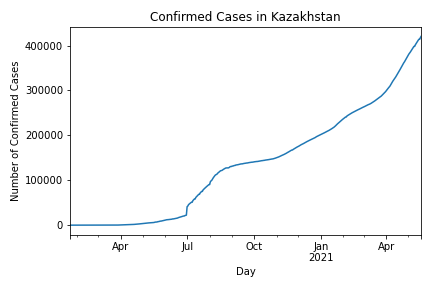 Confirmed Cases in Kazakhstan
Number of Confirmed Cases
400000
300000
200000
100000
0
Apr
Jul
Oct
Jan
2021
Apr
Day